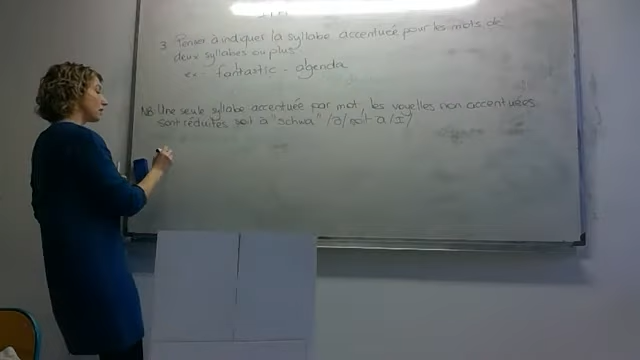 3. Penser à indiquer la syllabe accentuée pour les mots de
deux syllabes ou plus.
ex: fantastic - agenda
NB Une seule syllabe accentuée par mot, les voyelles non accentuées
sont réduites soit à "schwa" /ə/ soit à /I/